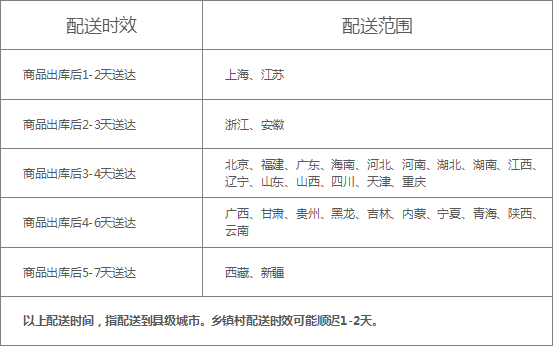 配送时效
配送范围
商品出库后1-2天送达
上海、江苏
商品出库后2-3天送达
浙江、安徽
商品出库后3-4天送达
北京、福建、广东、海南、河北、河南、湖北、湖南、江西、
辽宁、山东、山西、四川、天津、重庆
商品出库后4-6天送达
广西、甘肃、贵州、黑龙、吉林、内蒙、宁夏、青海、陕西、
云南
商品出库后5-7天送达
西藏、新疆
以上配送时间，指配送到县级城市。乡镇村配送时效可能顺迟1-2天。